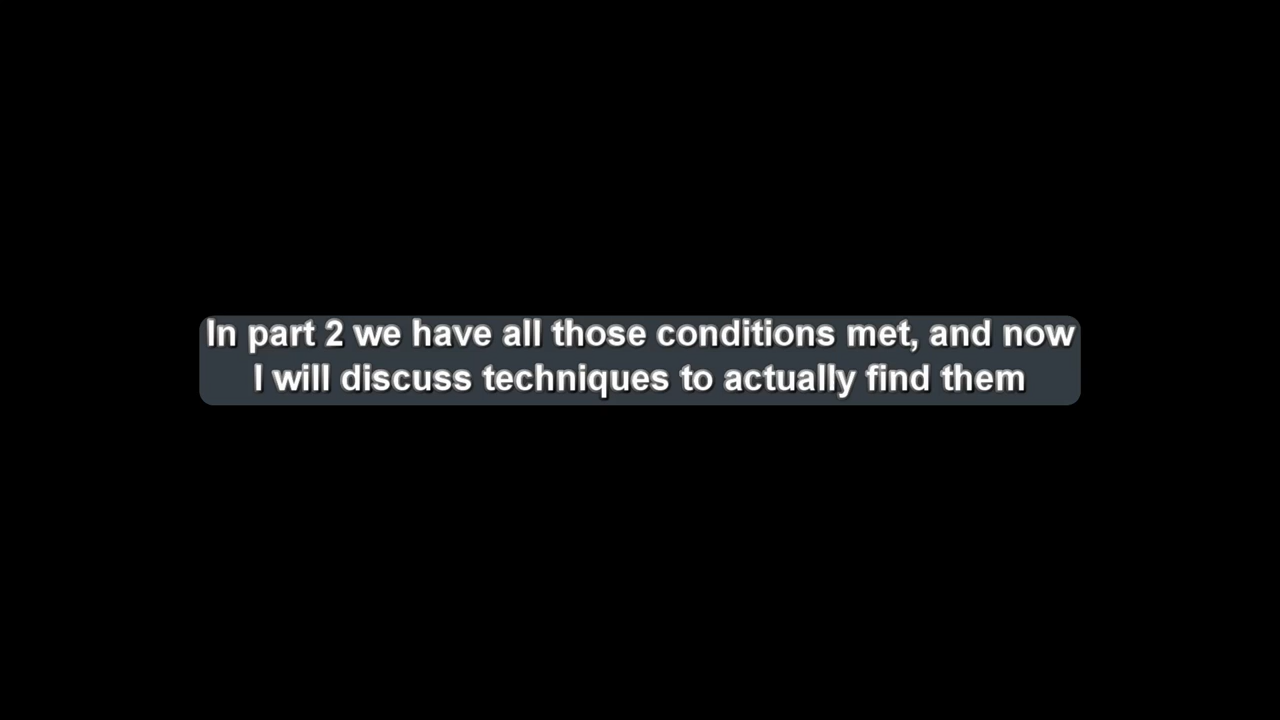 In part 2 we have all those conditions met, and now
I will discuss techniques to actually find them